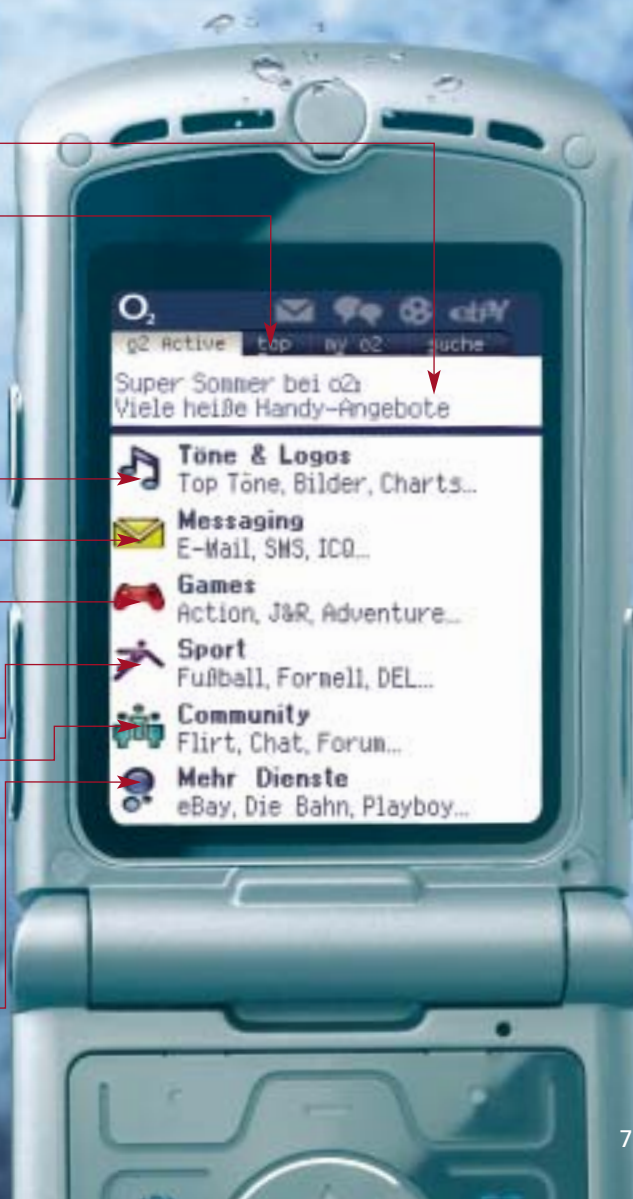 O₂ ebay
o2 Active top my o2 suche
Super Sommer bei o2:
Viele heiße Handy-Angebote
Töne & Logos
Top Töne, Bilder, Charts...
Messaging
E-Mail, SMS, ICQ...
Games
Action, J&R, Adventure...
Sport
Fußball, Formel1, DEL...
Community
Flirt, Chat, Forum...
Mehr Dienste
eBay, Die Bahn, Playboy...
7